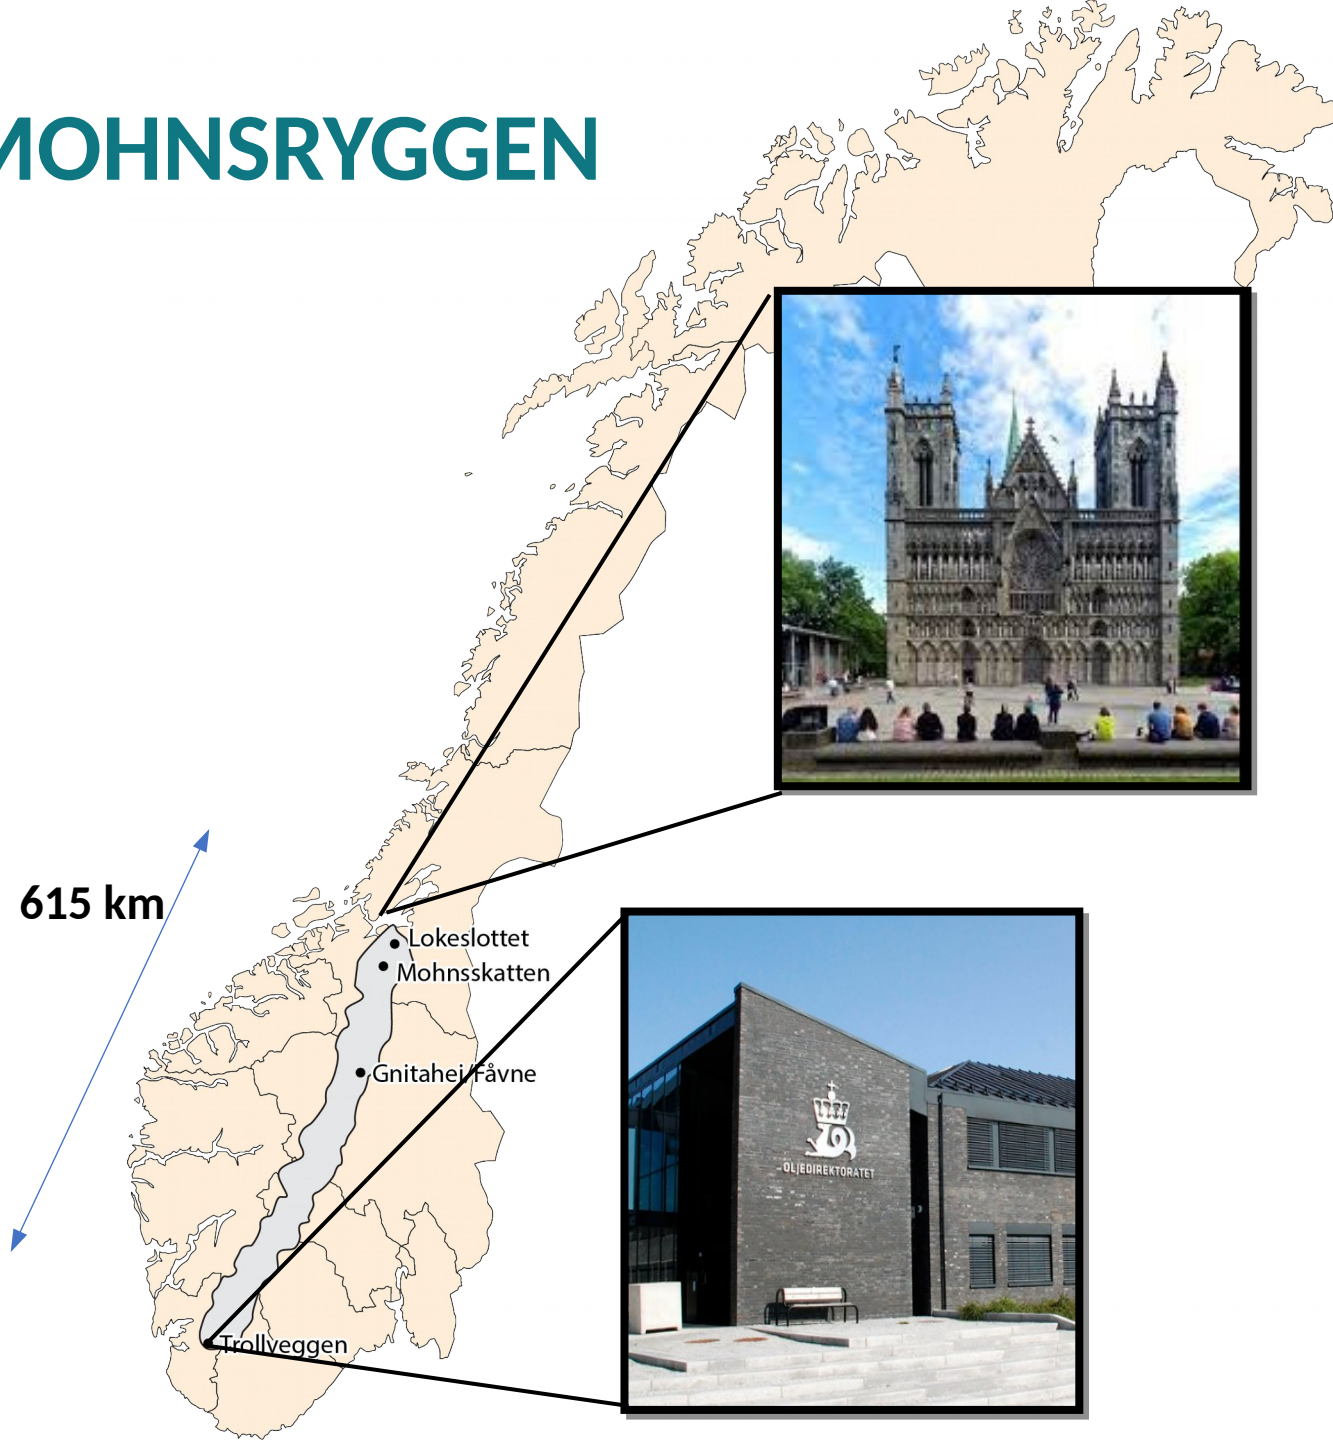 MOHNSRYGGEN
615 km
Lokeslottet
Mohnsskatten
Gnitahei/Fåvne
OLJEDIREKTORATET
Trollveggen